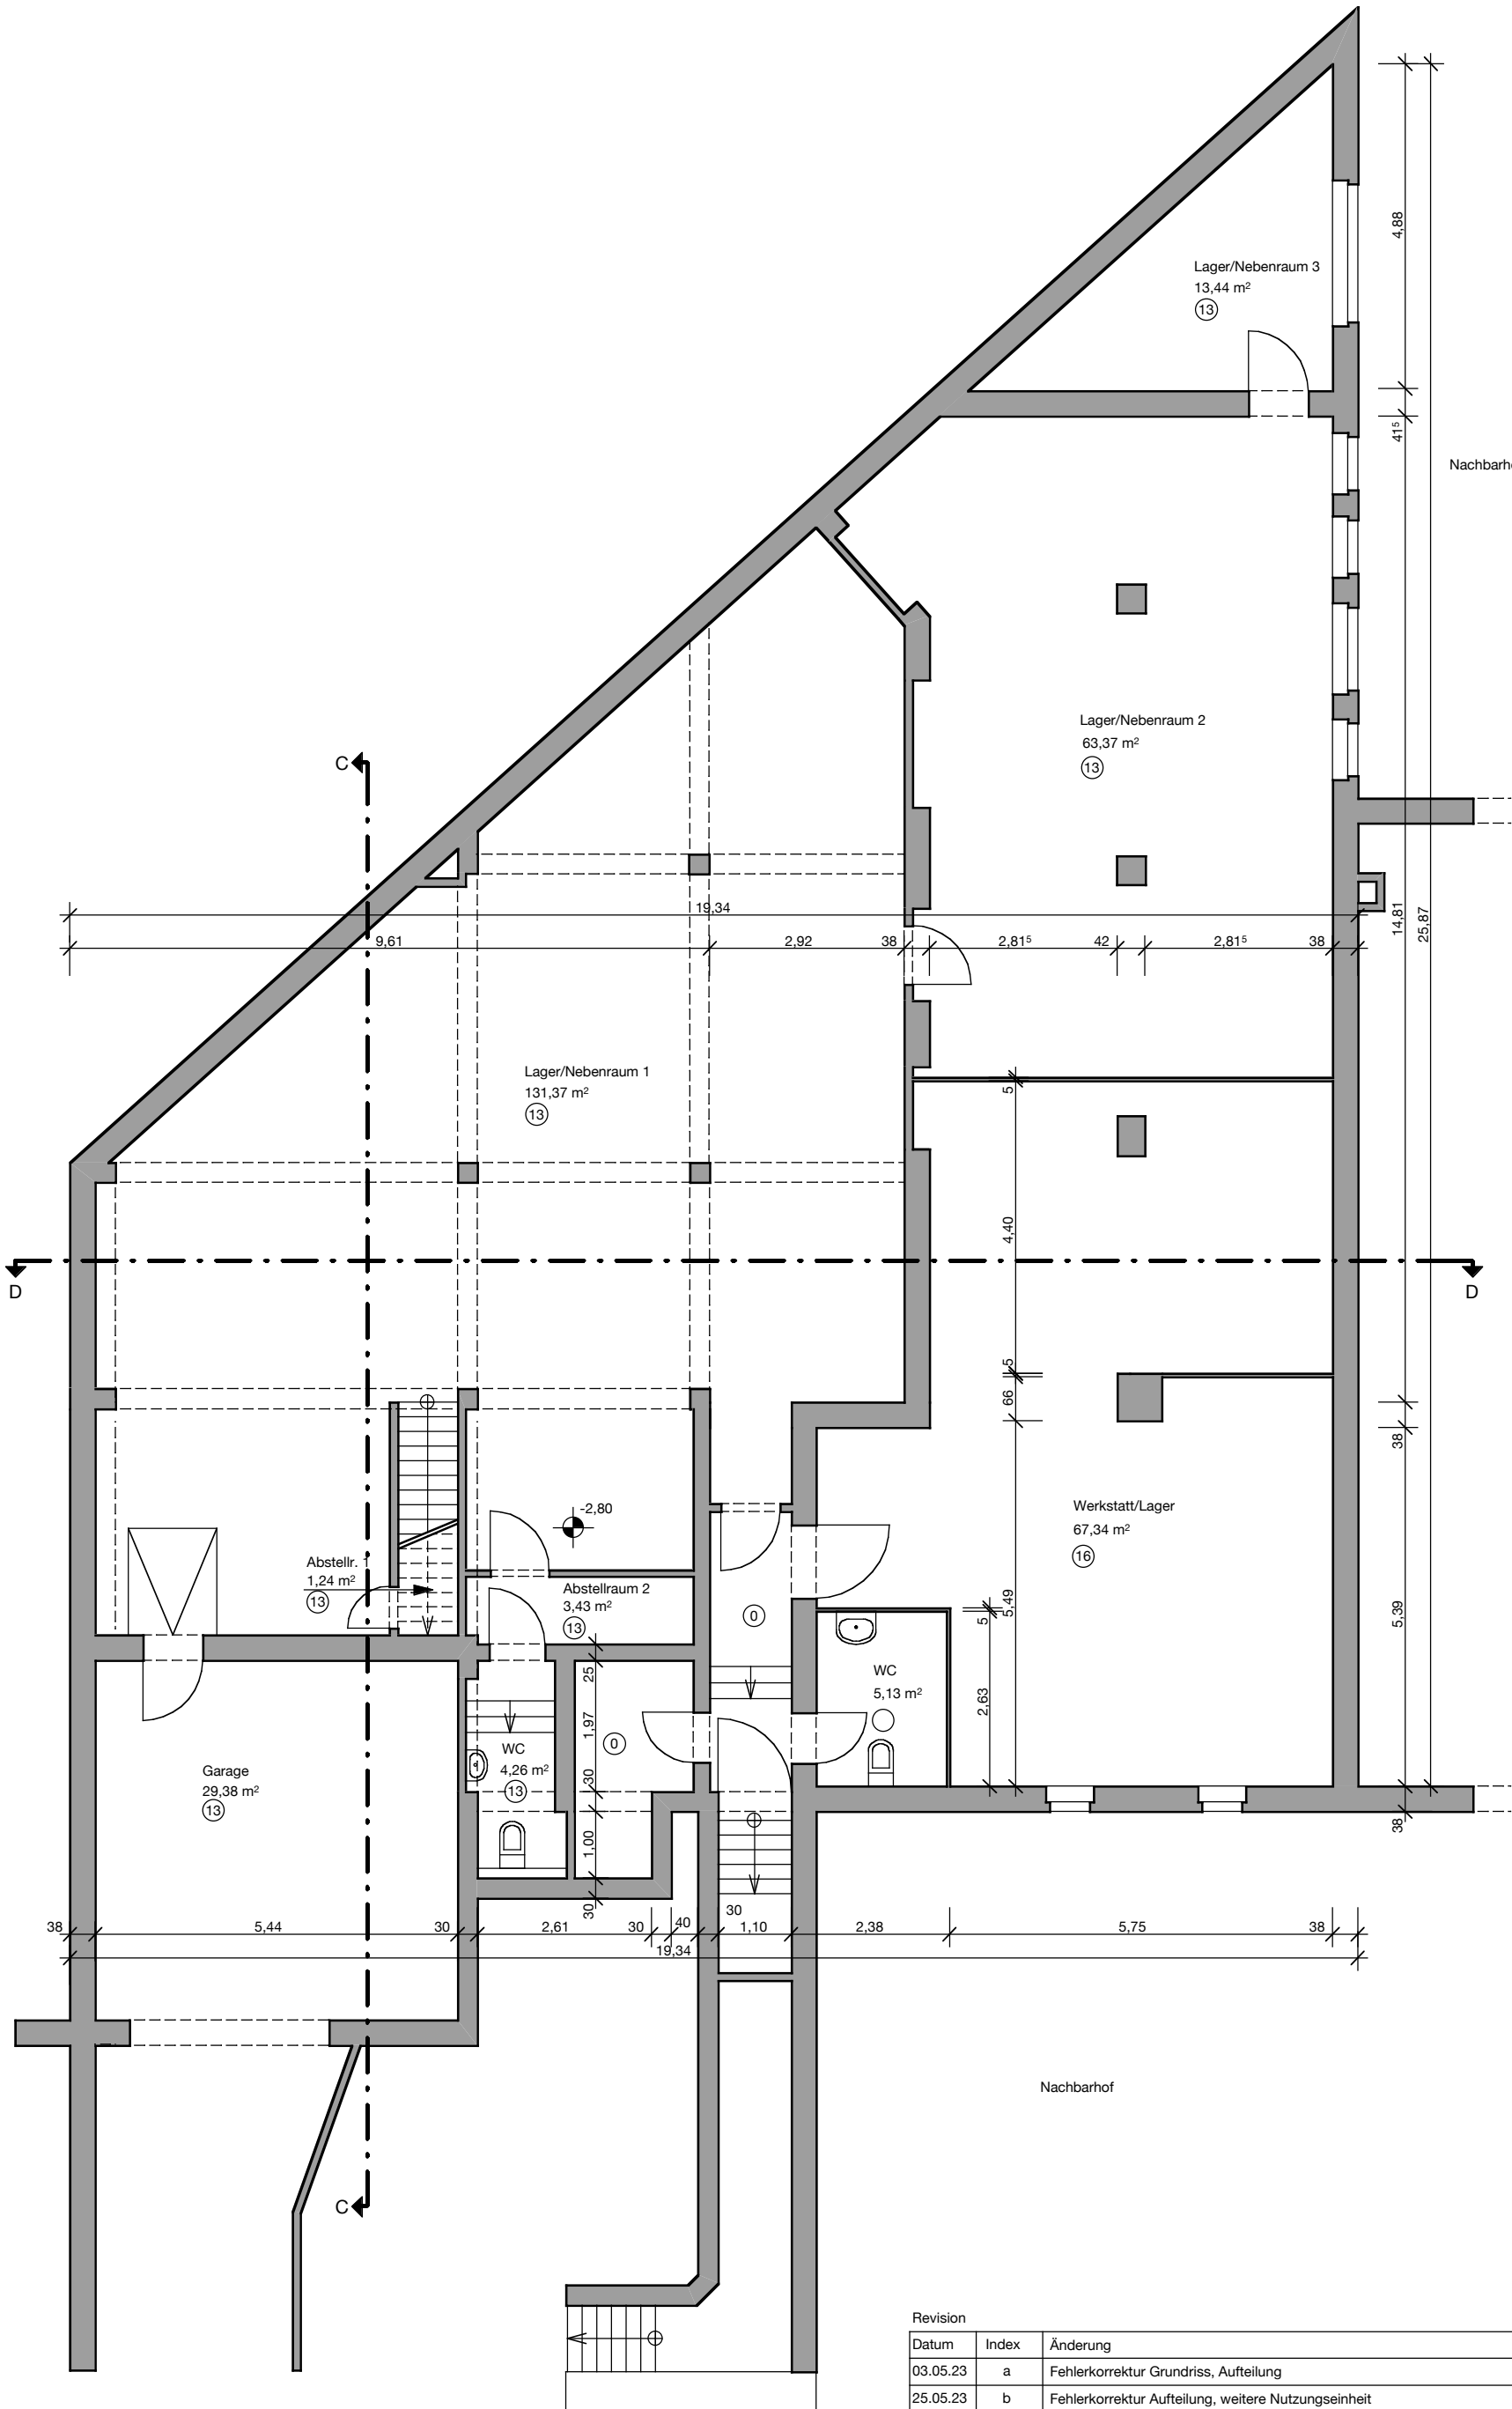 4,88
25,87
Lager/Nebenraum 3
13,44 m²
13
41⁵
C
Lager/Nebenraum 2
63,37 m²
13
19,34
14,81
9,61
2,92
38
2,81⁵
42
2,81⁵
38
Lager/Nebenraum 1
131,37 m²
13
5
4,40
D
D
5
66
38
-2,80
Werkstatt/Lager
67,34 m²
16
Abstellr. 1
1,24 m²
13
Abstellraum 2
3,43 m²
13
0
5
5,49
5,39
25
WC
5,13 m²
2,63
1,97
0
WC
4,26 m²
13
Garage
29,38 m²
13
30
1,00
38
30
38
5,44
30
2,61
30
40
30
1,10
2,38
5,75
38
19,34
Nachbarhof
C
Revision
Datum Index Änderung
03.05.23 a Fehlerkorrektur Grundriss, Aufteilung
25.05.23 b Fehlerkorrektur Aufteilung, weitere Nutzungseinheit